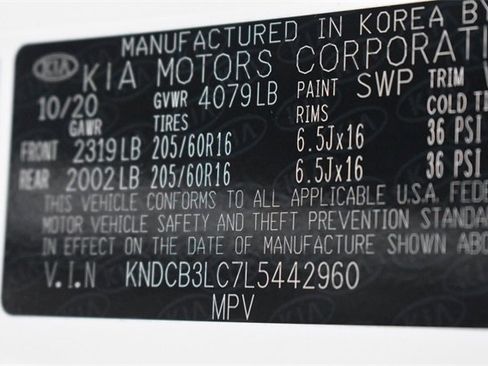 MANUFACTURED IN KOREA BY
KIA KIA MOTORS CORPORATI
10/20 GVWR 4079LB PAINT SWP TRIM
GAWR TIRES RIMS COLD TI
FRONT 2319LB 205/60R16 6.5Jx16 36 PSI
REAR 2002LB 205/60R16 6.5Jx16 36 PSI
THIS VEHICLE CONFORMS TO ALL APPLICABLE U.S.A. FEDE
MOTOR VEHICLE SAFETY AND THEFT PREVENTION STANDA
IN EFFECT ON THE DATE OF MANUFACTURE SHOWN ABO
V.I.N KNDCB3LC7L5442960
MPV